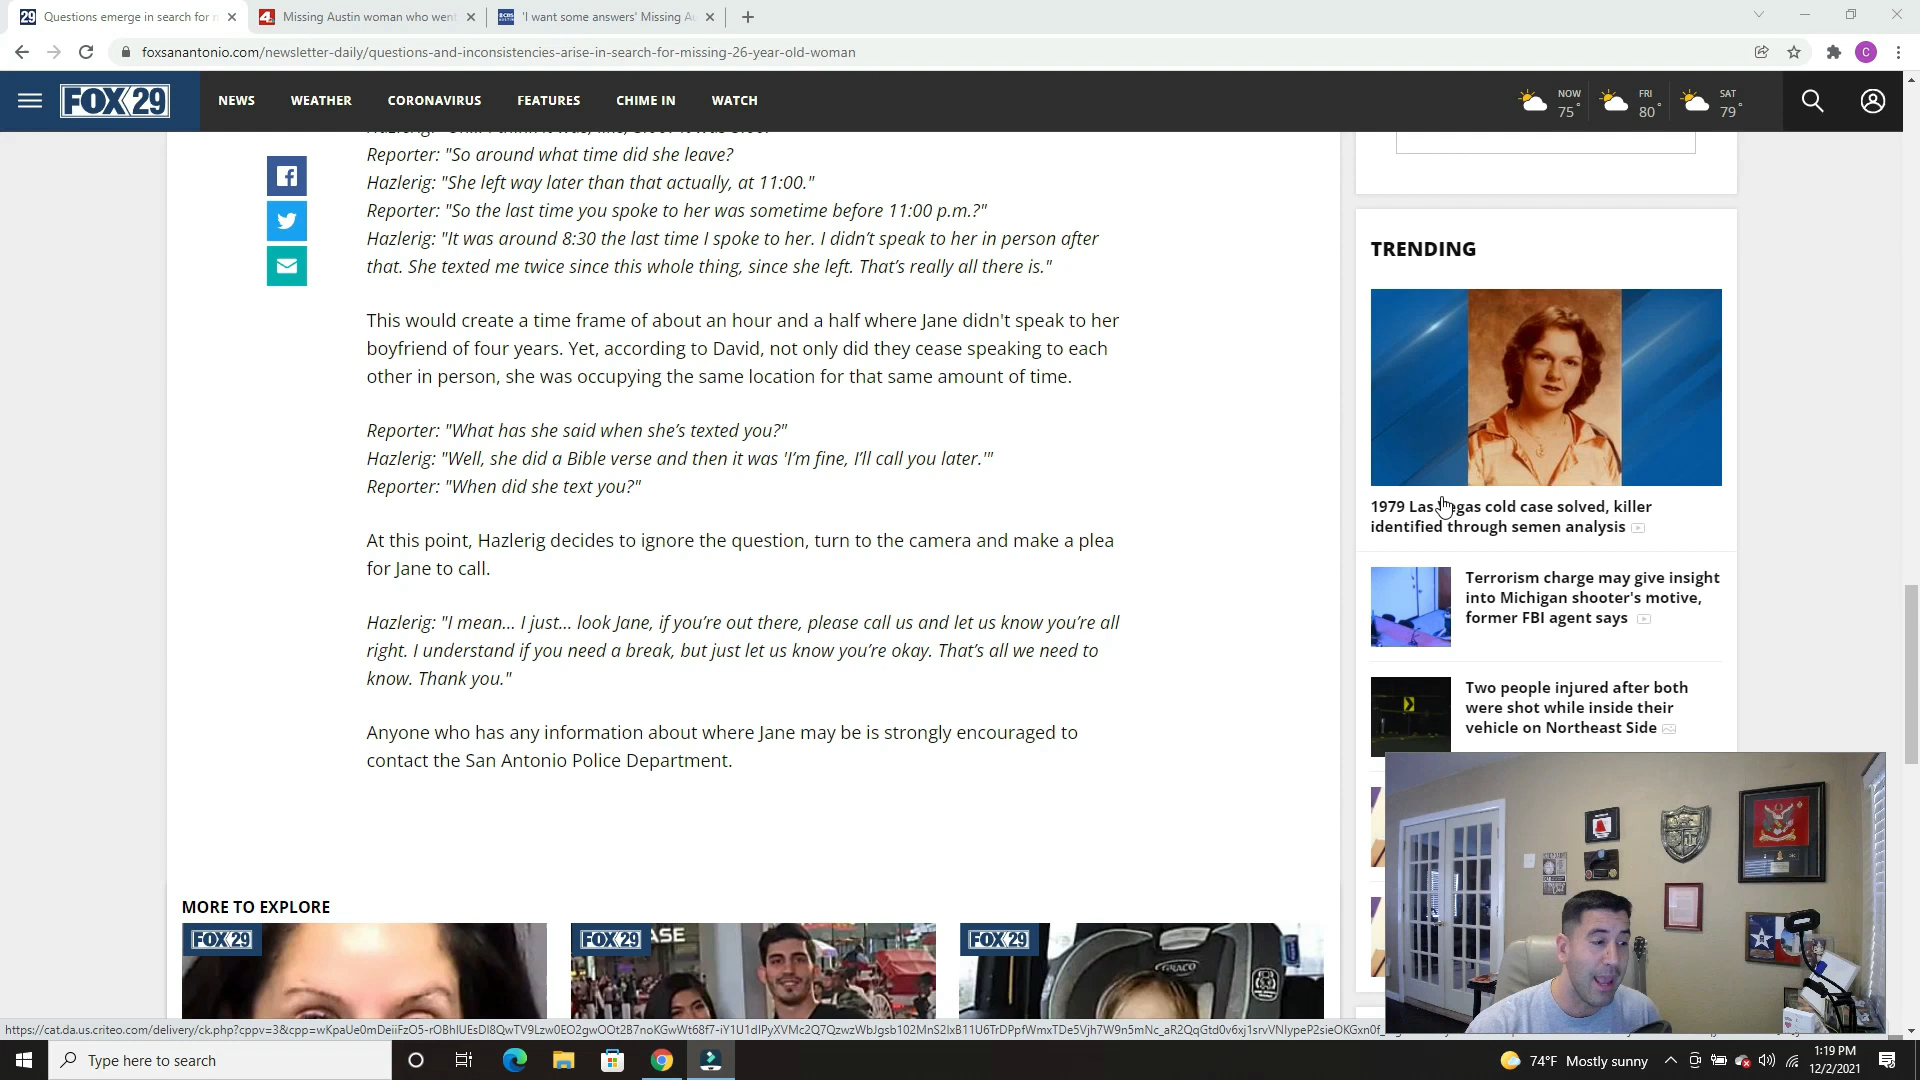 Questions emerge in search for
Missing Austin woman who went
'I want some answers' Missing Au
foxsanantonio.com/newsletter-daily/questions-and-inconsistencies-arise-in-search-for-missing-26-year-old-woman
C
FOX 29
NEWS
WEATHER
CORONAVIRUS
FEATURES
CHIME IN
WATCH
NOW
75°
FRI
80°
SAT
79°
Reporter: "So around what time did she leave?
Hazlerig: "She left way later than that actually, at 11:00."
Reporter: "So the last time you spoke to her was sometime before 11:00 p.m.?"
Hazlerig: "It was around 8:30 the last time I spoke to her. I didn't speak to her in person after
that. She texted me twice since this whole thing, since she left. That's really all there is."
This would create a time frame of about an hour and a half where Jane didn't speak to her
boyfriend of four years. Yet, according to David, not only did they cease speaking to each
other in person, she was occupying the same location for that same amount of time.
Reporter: "What has she said when she's texted you?"
Hazlerig: "Well, she did a Bible verse and then it was 'I'm fine, I'll call you later.'"
Reporter: "When did she text you?"
At this point, Hazlerig decides to ignore the question, turn to the camera and make a plea
for Jane to call.
Hazlerig: "I mean... I just... look Jane, if you're out there, please call us and let us know you're all
right. I understand if you need a break, but just let us know you're okay. That's all we need to
know. Thank you."
Anyone who has any information about where Jane may be is strongly encouraged to
contact the San Antonio Police Department.
TRENDING
1979 Las Vegas cold case solved, killer
identified through semen analysis
Terrorism charge may give insight
into Michigan shooter's motive,
former FBI agent says
Two people injured after both
were shot while inside their
vehicle on Northeast Side
MORE TO EXPLORE
FOX 29
FOX 29
ASE
FOX 29
GRACO
Type here to search
74°F Mostly sunny
1:19 PM
12/2/2021